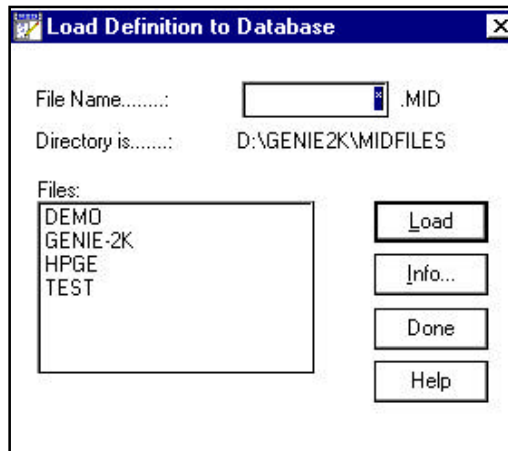 Load Definition to Database
File Name........: * .MID
Directory is.......: D:\GENIE2K\MIDFILES
Files:
DEMO
GENIE-2K
HPGE
TEST
Load
Info...
Done
Help